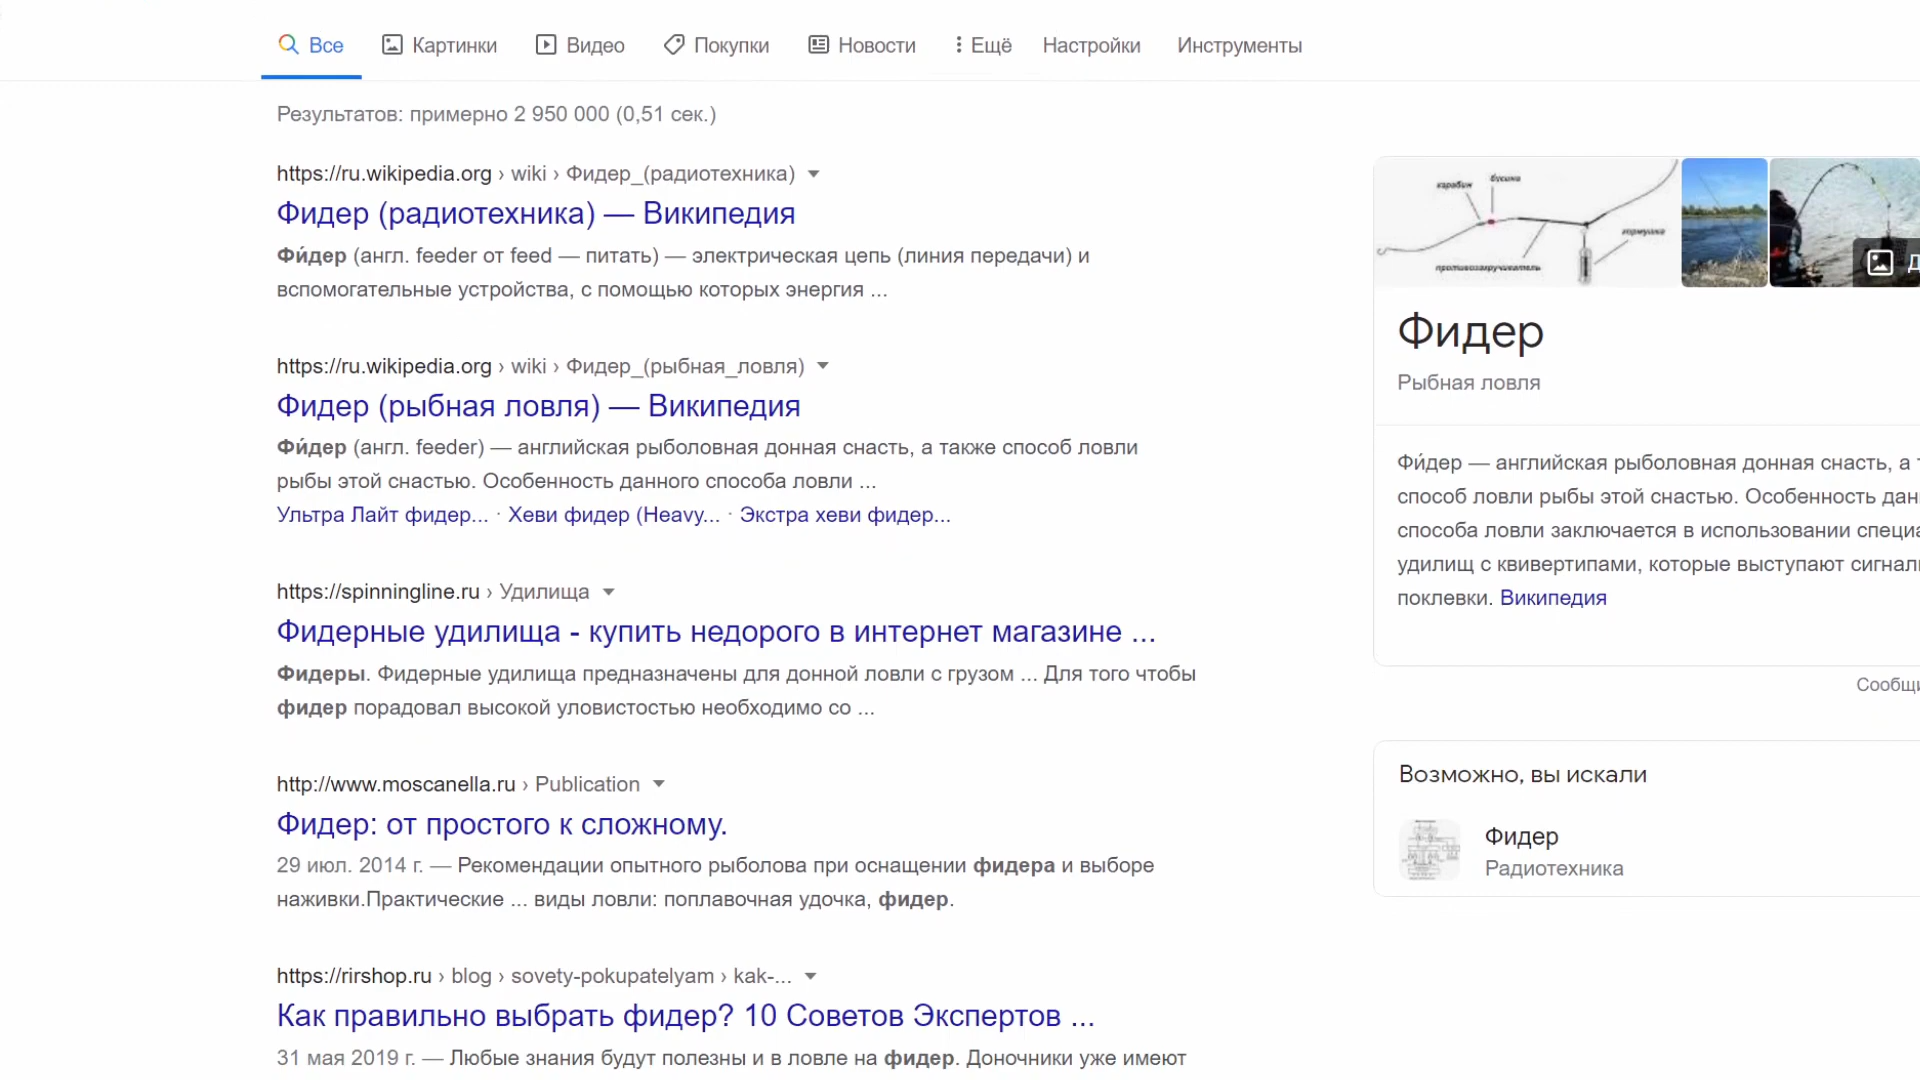 Все Картинки Видео Покупки Новости Ещё Настройки Инструменты
Результатов: примерно 2 950 000 (0,51 сек.)
https://ru.wikipedia.org › wiki › Фидер_(радиотехника)
Фидер (радиотехника) — Википедия
Фи́дер (англ. feeder от feed — питать) — электрическая цепь (линия передачи) и
вспомогательные устройства, с помощью которых энергия ...
https://ru.wikipedia.org › wiki › Фидер_(рыбная_ловля)
Фидер (рыбная ловля) — Википедия
Фи́дер (англ. feeder) — английская рыболовная донная снасть, а также способ ловли
рыбы этой снастью. Особенность данного способа ловли ...
Ультра Лайт фидер... · Хеви фидер (Heavy... · Экстра хеви фидер...
https://spinningline.ru › Удилища
Фидерные удилища - купить недорого в интернет магазине ...
Фидеры. Фидерные удилища предназначены для донной ловли с грузом ... Для того чтобы
фидер порадовал высокой уловистостью необходимо со ...
http://www.moscanella.ru › Publication
Фидер: от простого к сложному.
29 июл. 2014 г. — Рекомендации опытного рыболова при оснащении фидера и выборе
наживки.Практические ... виды ловли: поплавочная удочка, фидер.
https://rirshop.ru › blog › sovety-pokupatelyam › kak-...
Как правильно выбрать фидер? 10 Советов Экспертов ...
31 мая 2019 г. — Любые знания будут полезны и в ловле на фидер. Доночники уже имеют
карабин бусина
кормушка
противозакручиватель
Фидер
Рыбная ловля
Фи́дер — английская рыболовная донная снасть, а
способ ловли рыбы этой снастью. Особенность дан
способа ловли заключается в использовании специа
удилищ с квивертипами, которые выступают сигнал
поклевки. Википедия
Сообщи
Возможно, вы искали
Фидер
Радиотехника